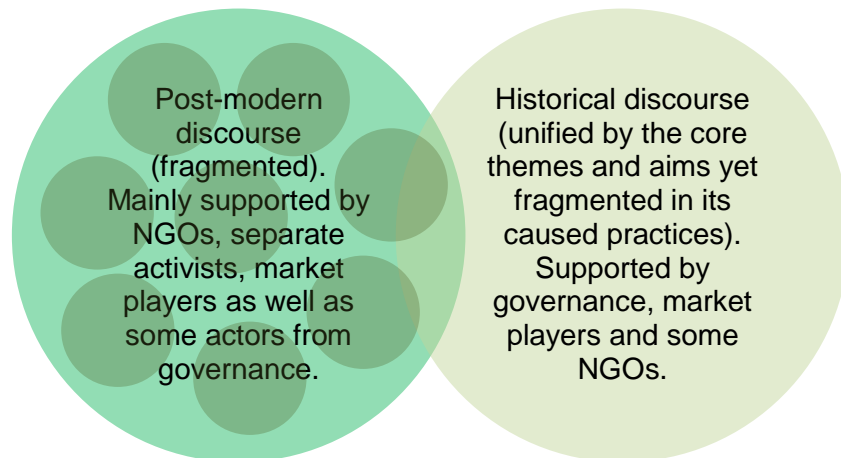 Post-modern
discourse
(fragmented).
Mainly supported by
NGOs, separate
activists, market
players as well as
some actors from
governance.
Historical discourse
(unified by the core
themes and aims yet
fragmented in its
caused practices).
Supported by
governance, market
players and some
NGOs.